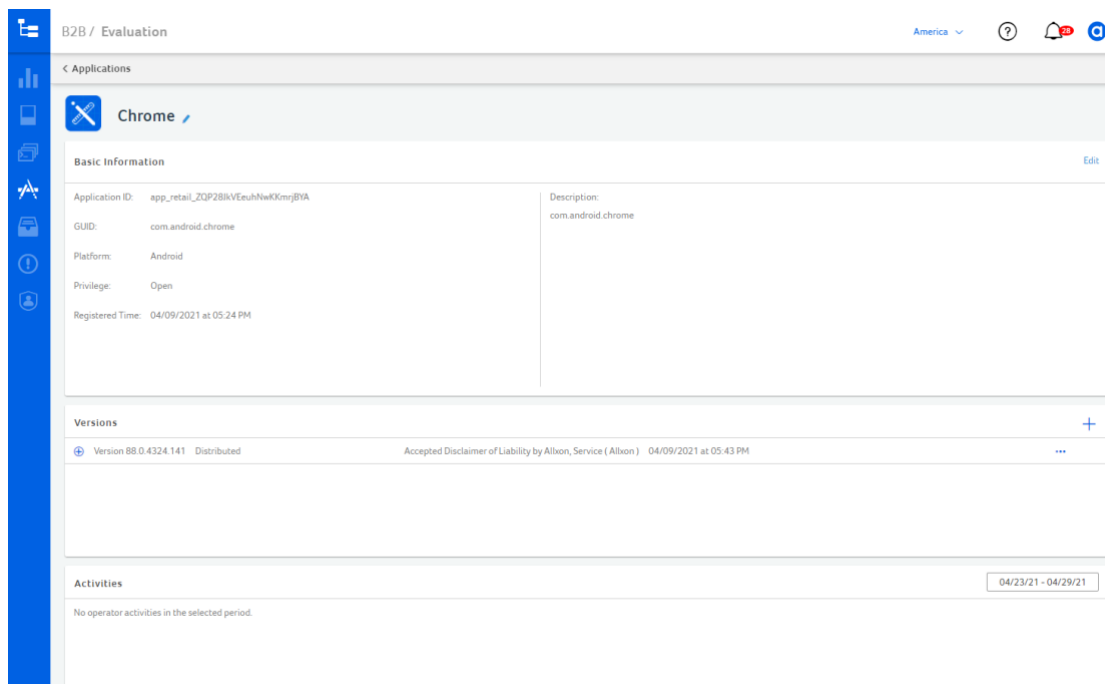 B2B / Evaluation
America
28
< Applications
Chrome
Basic Information
Edit
Application ID: app_retail_ZQP28lkVEeuhNwKKmrjBYA
GUID: com.android.chrome
Platform: Android
Privilege: Open
Registered Time: 04/09/2021 at 05:24 PM
Description:
com.android.chrome
Versions
Version 88.0.4324.141 Distributed Accepted Disclaimer of Liability by Allxon, Service ( Allxon ) 04/09/2021 at 05:43 PM
Activities
04/23/21 - 04/29/21
No operator activities in the selected period.